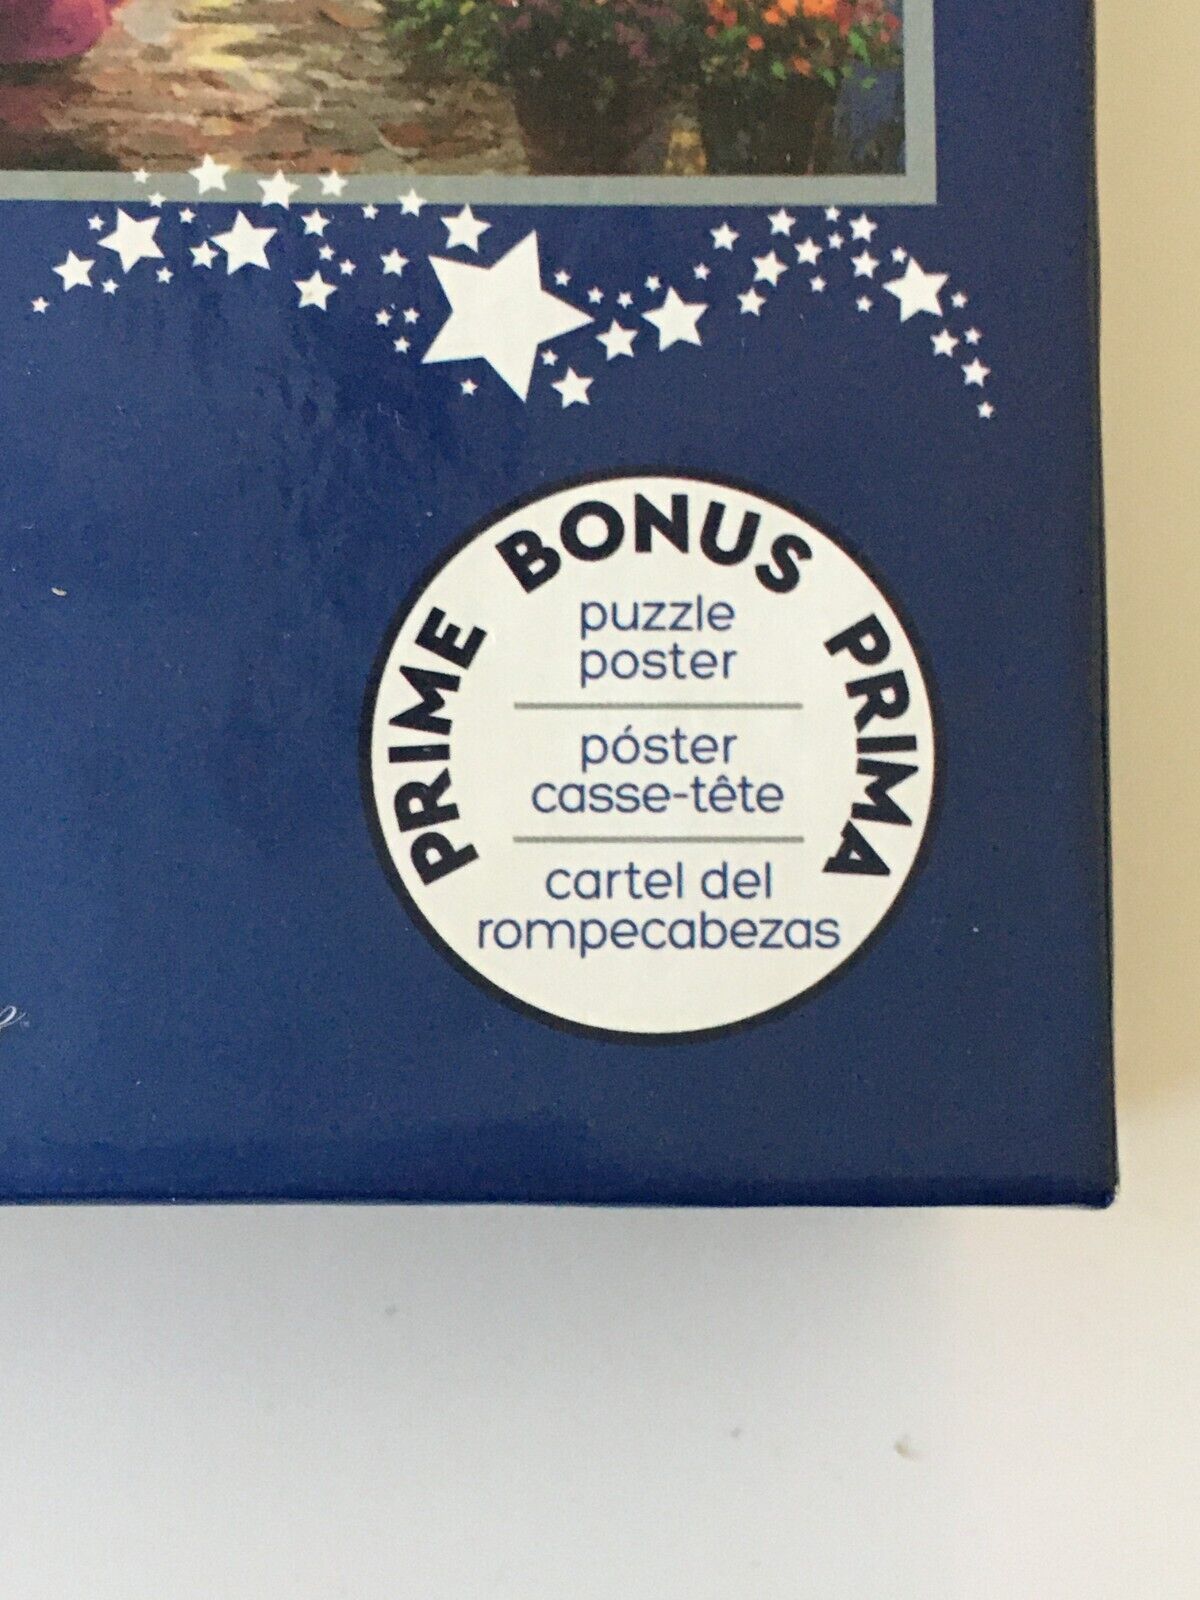 PRIME BONUS PRIMA
puzzle
poster
póster
casse-tête
cartel del
rompecabezas